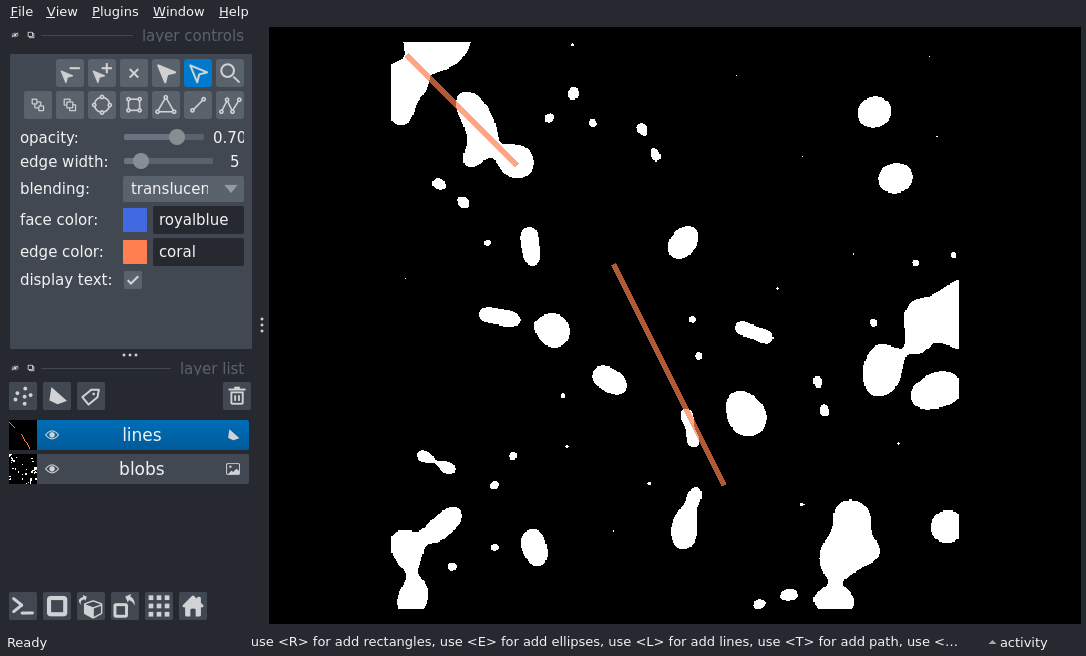 File View Plugins Window Help
layer controls
opacity: 0.70
edge width: 5
blending: translucen
face color: royalblue
edge color: coral
display text:
layer list
lines
blobs
Ready use <R> for add rectangles, use <E> for add ellipses, use <L> for add lines, use <T> for add path, use <... activity